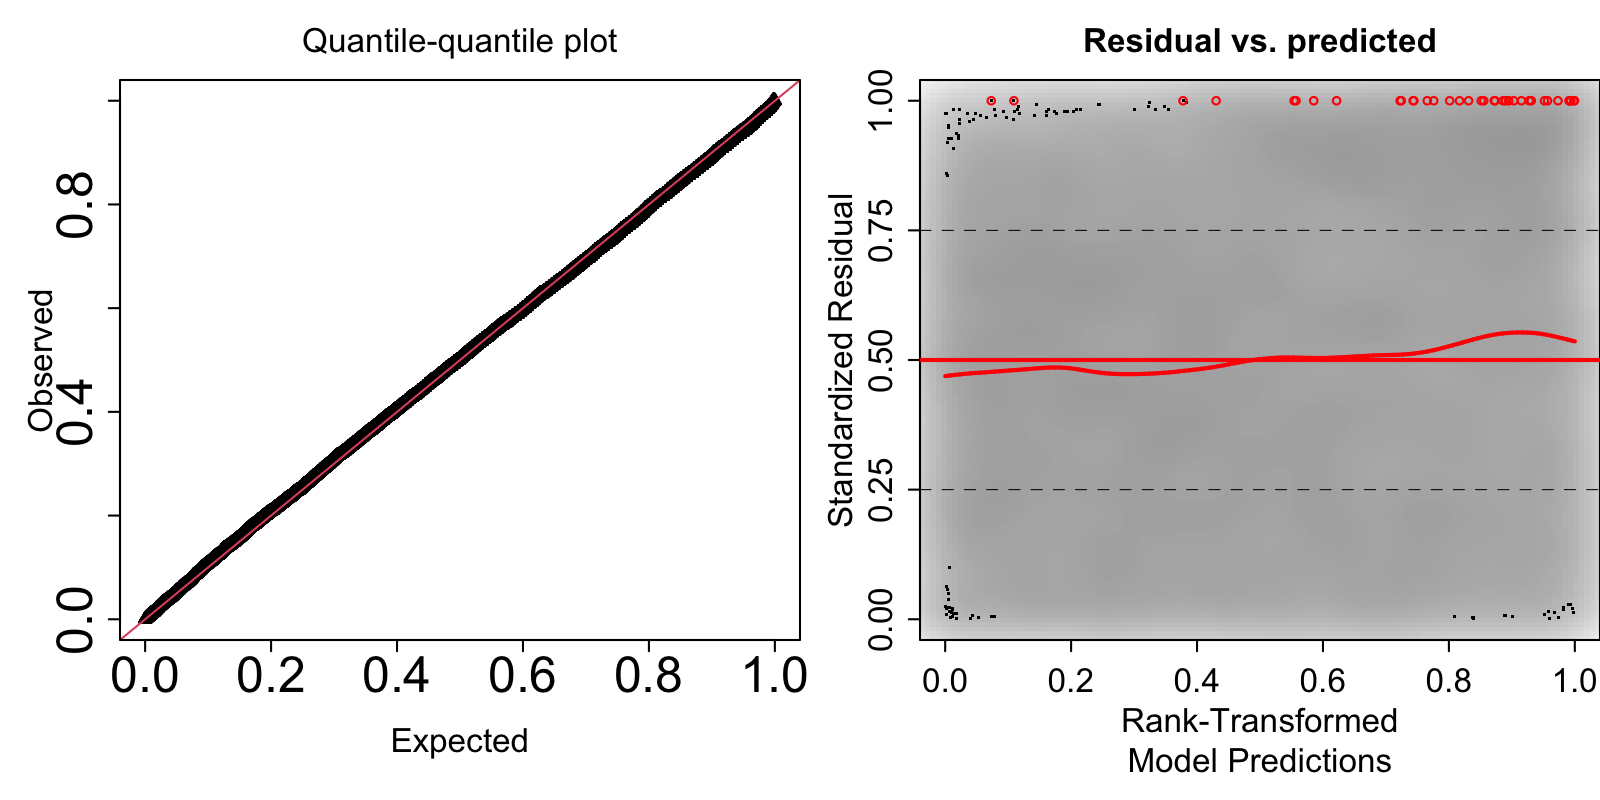 Quantile-quantile plot
Observed
0.0 0.4 0.8
0.0 0.2 0.4 0.6 0.8 1.0
Expected
Residual vs. predicted
Standardized Residual
0.00 0.25 0.50 0.75 1.00
0.0 0.2 0.4 0.6 0.8 1.0
Rank-Transformed
Model Predictions